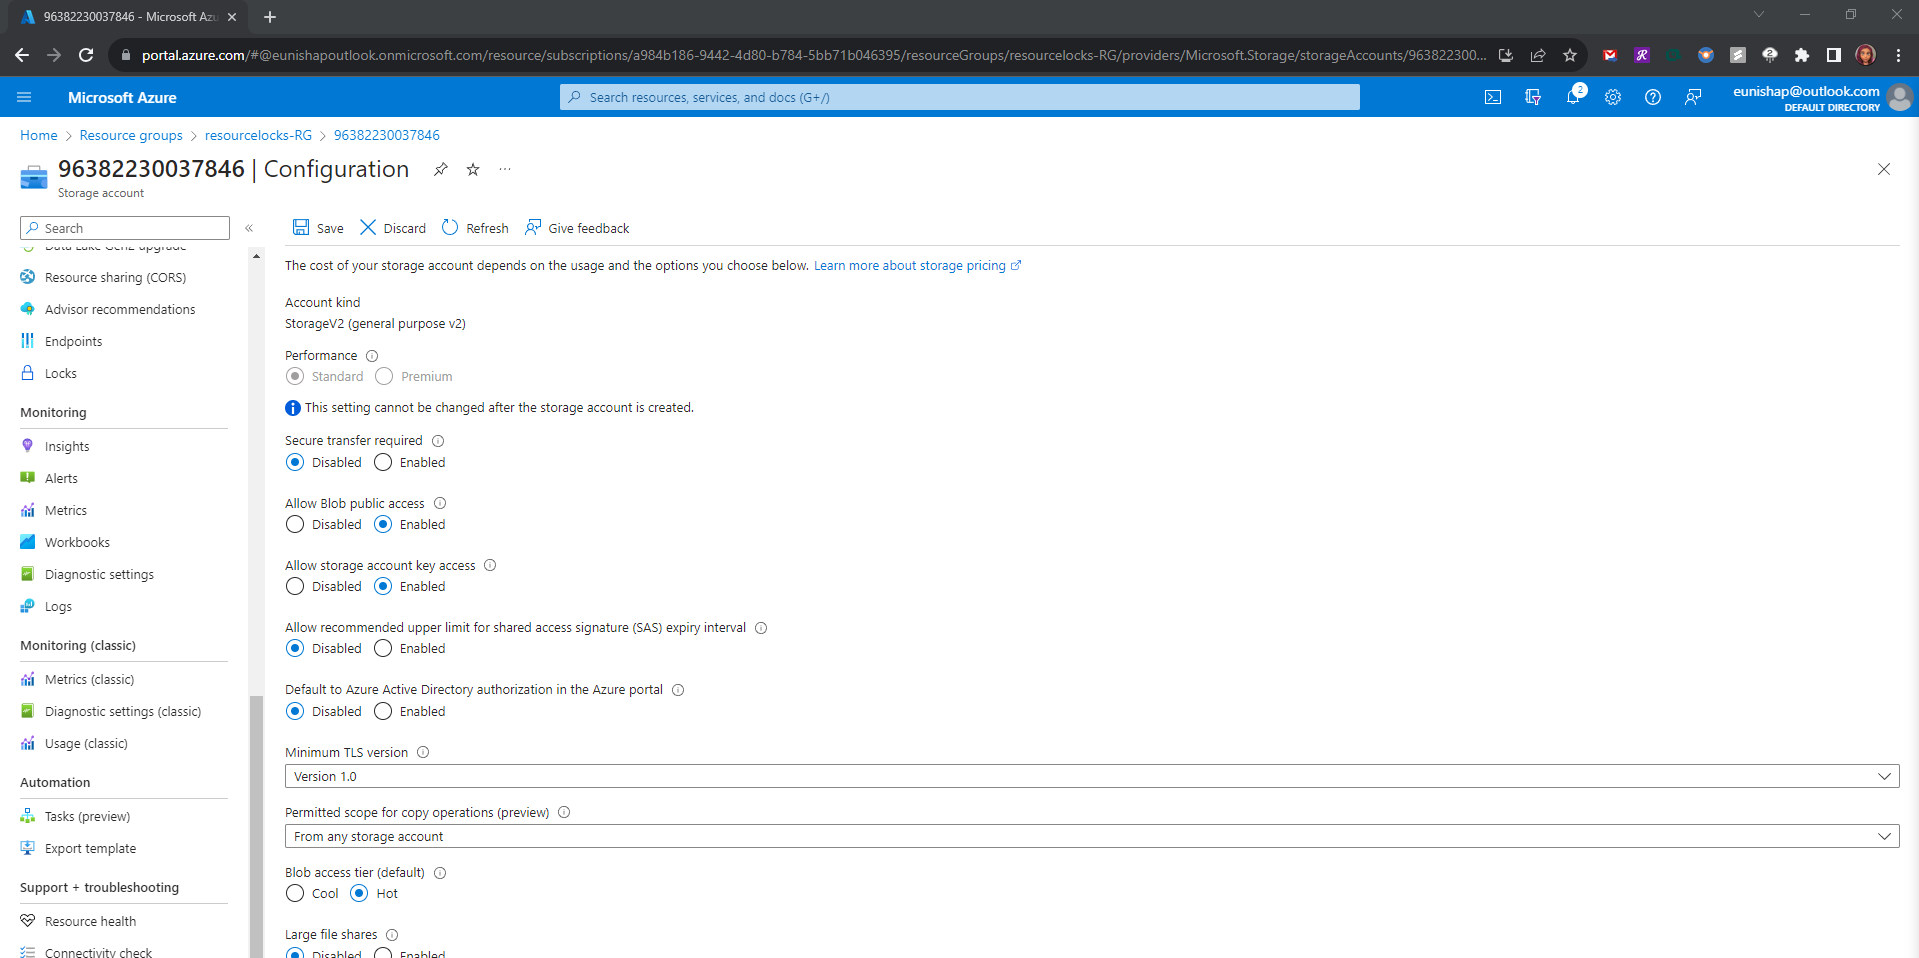 96382230037846 - Microsoft Azu
portal.azure.com/#@eunishapoutlook.onmicrosoft.com/resource/subscriptions/a984b186-9442-4d80-b784-5bb71b046395/resourceGroups/resourcelocks-RG/providers/Microsoft.Storage/storageAccounts/963822300...
Microsoft Azure
Search resources, services, and docs (G+/)
2
eunishap@outlook.com
DEFAULT DIRECTORY
Home > Resource groups > resourcelocks-RG > 96382230037846
96382230037846 | Configuration
Storage account
Search
Save
Discard
Refresh
Give feedback
Data Lake Gen2 upgrade
Resource sharing (CORS)
Advisor recommendations
Endpoints
Locks
Monitoring
Insights
Alerts
Metrics
Workbooks
Diagnostic settings
Logs
Monitoring (classic)
Metrics (classic)
Diagnostic settings (classic)
Usage (classic)
Automation
Tasks (preview)
Export template
Support + troubleshooting
Resource health
Connectivity check
The cost of your storage account depends on the usage and the options you choose below. Learn more about storage pricing
Account kind
StorageV2 (general purpose v2)
Performance
Standard Premium
This setting cannot be changed after the storage account is created.
Secure transfer required
Disabled Enabled
Allow Blob public access
Disabled Enabled
Allow storage account key access
Disabled Enabled
Allow recommended upper limit for shared access signature (SAS) expiry interval
Disabled Enabled
Default to Azure Active Directory authorization in the Azure portal
Disabled Enabled
Minimum TLS version
Version 1.0
Permitted scope for copy operations (preview)
From any storage account
Blob access tier (default)
Cool Hot
Large file shares
Disabled Enabled